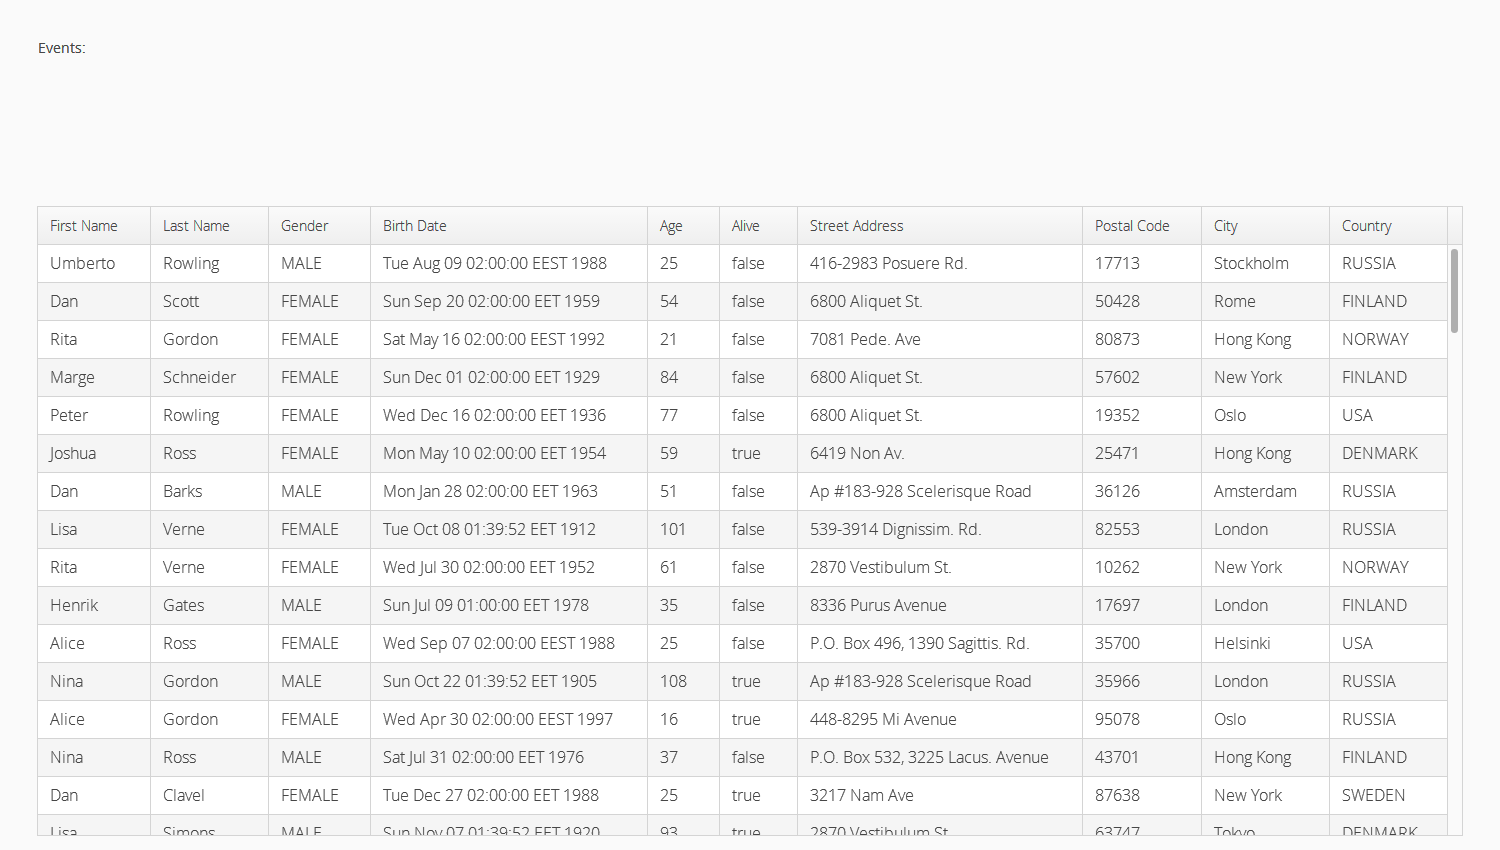 Events:
First Name Last Name Gender Birth Date Age Alive Street Address Postal Code City Country
Umberto Rowling MALE Tue Aug 09 02:00:00 EEST 1988 25 false 416-2983 Posuere Rd. 17713 Stockholm RUSSIA
Dan Scott FEMALE Sun Sep 20 02:00:00 EET 1959 54 false 6800 Aliquet St. 50428 Rome FINLAND
Rita Gordon FEMALE Sat May 16 02:00:00 EEST 1992 21 false 7081 Pede. Ave 80873 Hong Kong NORWAY
Marge Schneider FEMALE Sun Dec 01 02:00:00 EET 1929 84 false 6800 Aliquet St. 57602 New York FINLAND
Peter Rowling FEMALE Wed Dec 16 02:00:00 EET 1936 77 false 6800 Aliquet St. 19352 Oslo USA
Joshua Ross FEMALE Mon May 10 02:00:00 EET 1954 59 true 6419 Non Av. 25471 Hong Kong DENMARK
Dan Barks MALE Mon Jan 28 02:00:00 EET 1963 51 false Ap #183-928 Scelerisque Road 36126 Amsterdam RUSSIA
Lisa Verne FEMALE Tue Oct 08 01:39:52 EET 1912 101 false 539-3914 Dignissim. Rd. 82553 London RUSSIA
Rita Verne FEMALE Wed Jul 30 02:00:00 EET 1952 61 false 2870 Vestibulum St. 10262 New York NORWAY
Henrik Gates MALE Sun Jul 09 01:00:00 EET 1978 35 false 8336 Purus Avenue 17697 London FINLAND
Alice Ross FEMALE Wed Sep 07 02:00:00 EEST 1988 25 false P.O. Box 496, 1390 Sagittis. Rd. 35700 Helsinki USA
Nina Gordon MALE Sun Oct 22 01:39:52 EET 1905 108 true Ap #183-928 Scelerisque Road 35966 London RUSSIA
Alice Gordon FEMALE Wed Apr 30 02:00:00 EEST 1997 16 true 448-8295 Mi Avenue 95078 Oslo RUSSIA
Nina Ross MALE Sat Jul 31 02:00:00 EET 1976 37 false P.O. Box 532, 3225 Lacus. Avenue 43701 Hong Kong FINLAND
Dan Clavel FEMALE Tue Dec 27 02:00:00 EET 1988 25 true 3217 Nam Ave 87638 New York SWEDEN
Lisa Simons MALE Sun Nov 07 01:39:52 EET 1920 93 true 2870 Vestibulum St. 63747 Tokyo DENMARK